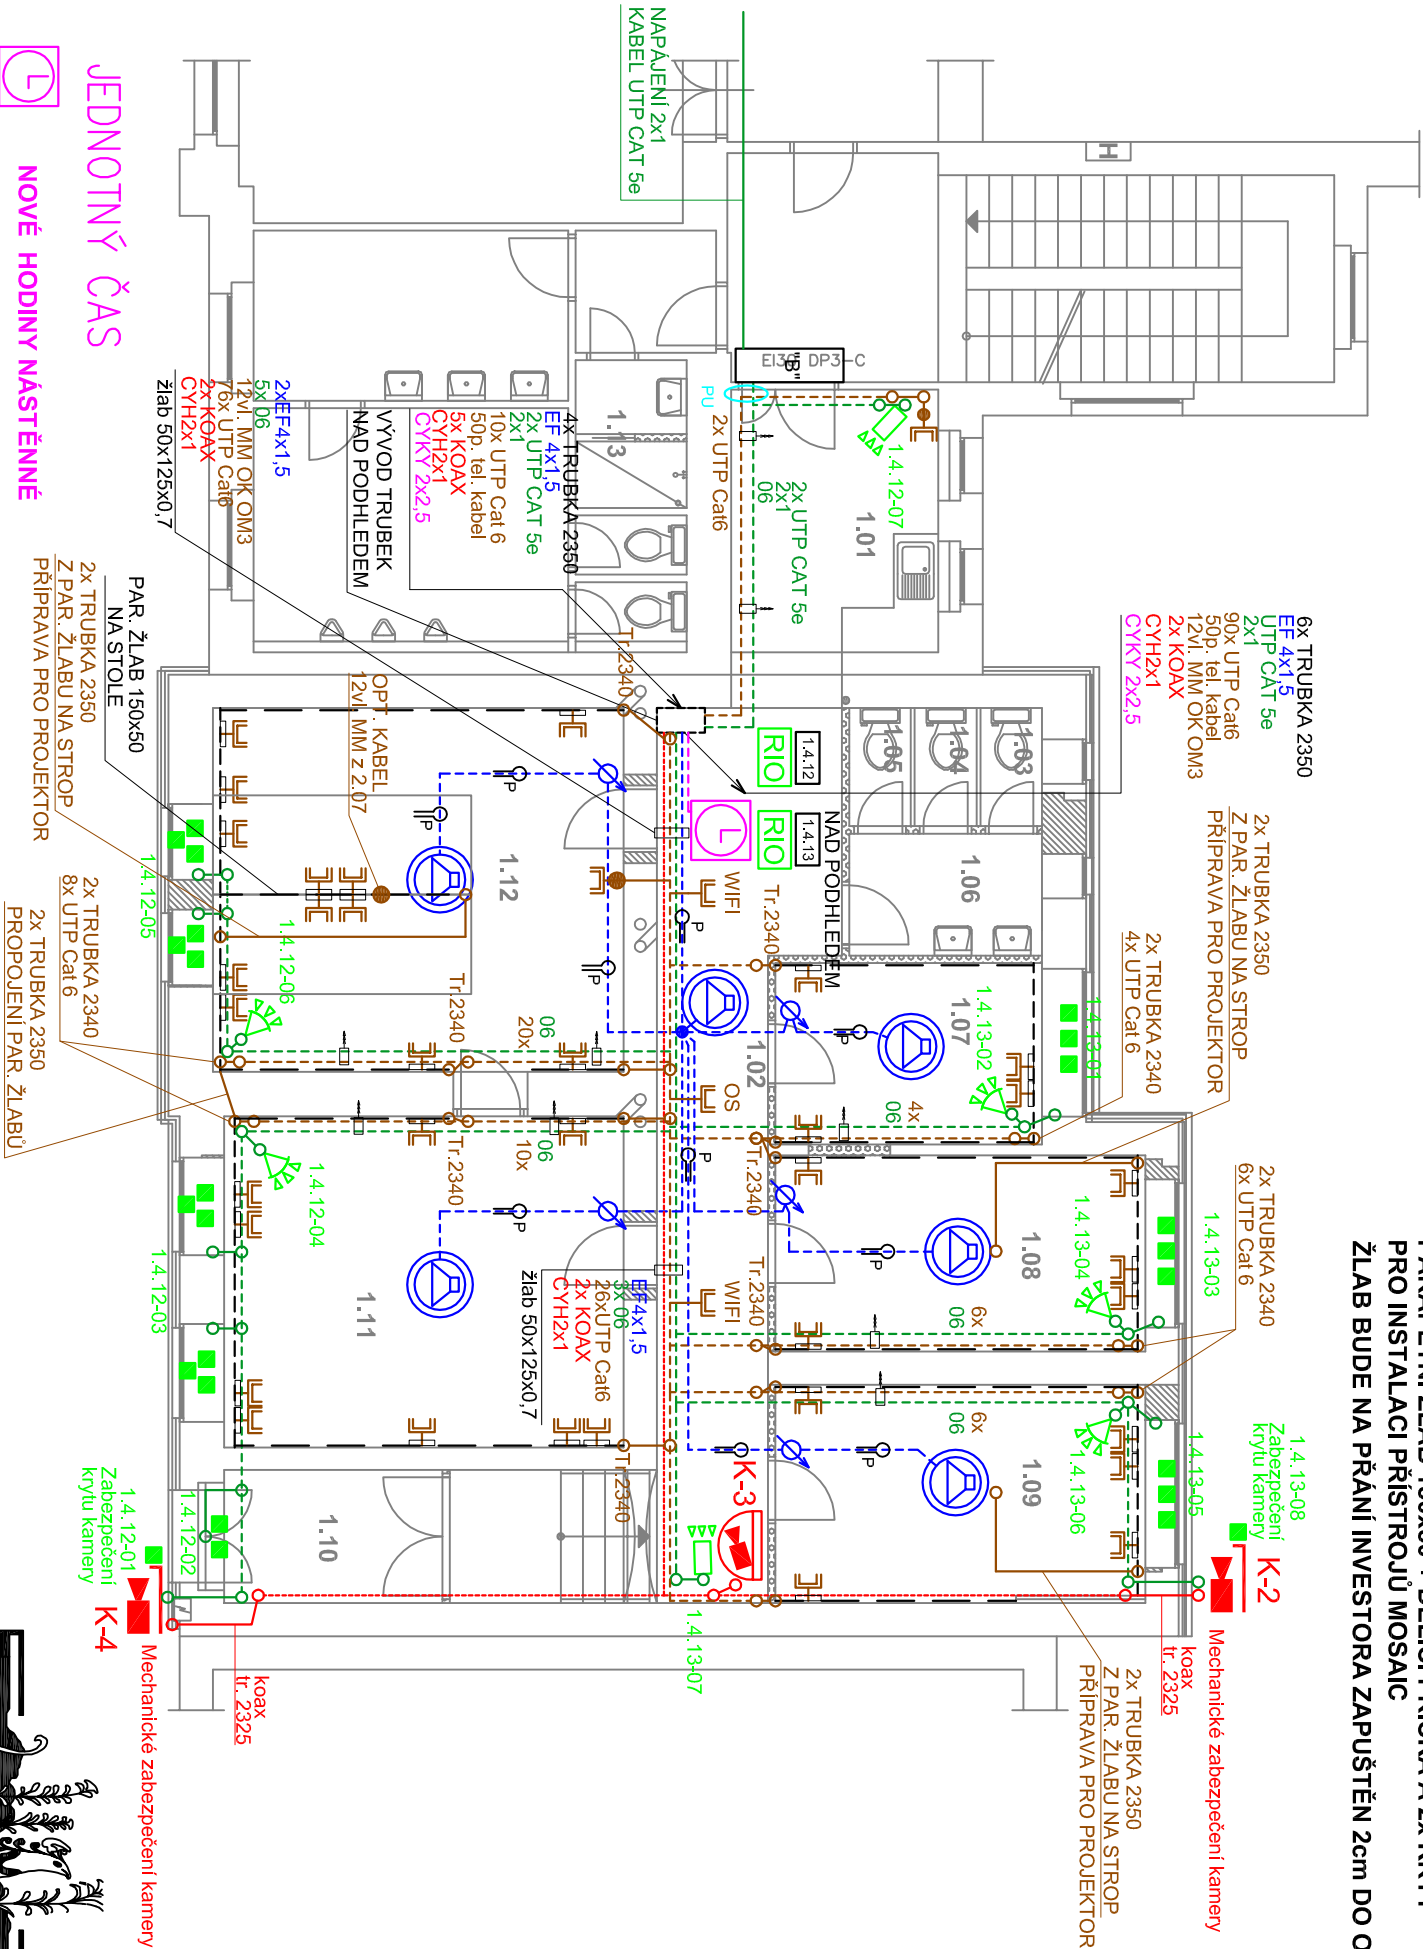 PRO INSTALACI PŘÍSTROJŮ MOSAIC
ŽLAB BUDE NA PŘÁNÍ INVESTORA ZAPUŠTĚN 2cm DO
NAPÁJENÍ 2x1
KABEL UTP CAT 5e
H
EI30 DP3-C
"B"
PU
2x UTP Cat6
2x UTP CAT 5e
2x1
06
1.4.12-07
1.01
6x TRUBKA 2350
EF 4x1,5
UTP CAT 5e
2x1
90x UTP Cat6
50p. tel. kabel
12vl. MM OK OM3
2x KOAX
CYH2x1
CYKY 2x2,5
1.13
4x TRUBKA 2350
EF 4x1,5
2x UTP CAT 5e
2x1
10x UTP Cat 6
50p. tel. kabel
5x KOAX
CYH2x1
CYKY 2x2,5
VÝVOD TRUBEK
NAD PODHLEDEM
2xEF4x1,5
5x 06
12vl. MM OK OM3
76x UTP Cat6
2x KOAX
CYH2x1
žlab 50x125x0,7
JEDNOTNÝ ČAS
L
NOVÉ HODINY NÁSTĚNNÉ
PAR. ŽLAB 150x50
NA STOLE
2x TRUBKA 2350
Z PAR. ŽLABU NA STROP
PŘÍPRAVA PRO PROJEKTOR
OPT. KABEL
12vl. MM z 2.07
Tr.2340
1.03
1.04
1.05
1.06
1.4.12
RIO
1.4.13
RIO
L
NAD PODHLEDEM
WIFI
Tr.2340
P
P
P
P
1.12
1.4.12-05
1.4.12-06
Tr.2340
20x
06
2x TRUBKA 2340
8x UTP Cat 6
2x TRUBKA 2350
PROPOJENÍ PAR. ŽLABŮ
2x TRUBKA 2350
Z PAR. ŽLABU NA STROP
PŘÍPRAVA PRO PROJEKTOR
2x TRUBKA 2340
4x UTP Cat 6
1.4.13-01
1.07
1.4.13-02
P
4x
06
1.02
OS
Tr.2340
P
Tr.2340
10x
06
1.4.12-04
1.4.12-03
P
1.11
2x TRUBKA 2340
6x UTP Cat 6
1.4.13-03
1.08
1.4.13-04
P
6x
06
Tr.2340
WIFI
EF4x1,5
3x 06
26xUTP Cat6
2x KOAX
CYH2x1
žlab 50x125x0,7
Tr.2340
6x
06
P
1.09
1.4.13-05
1.4.13-06
1.4.13-08
Zabezpečení
krytu kamery
K-2
Mechanické zabezpečení kamery
koax
tr. 2325
K-3
1.4.13-07
1.10
1.4.12-02
1.4.12-01
Zabezpečení
krytu kamery
K-4
Mechanické zabezpečení kamery
koax
tr. 2325
2x TRUBKA 2350
Z PAR. ŽLABU NA STROP
PŘÍPRAVA PRO PROJEKTOR